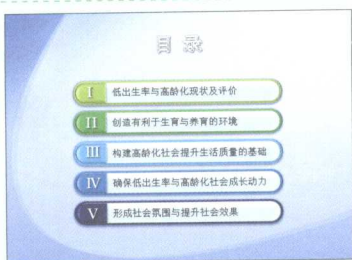 目录
I 低出生率与高龄化现状及评价
II 创造有利于生育与养育的环境
III 构建高龄化社会提升生活质量的基础
IV 确保低出生率与高龄化社会成长动力
V 形成社会氛围与提升社会效果